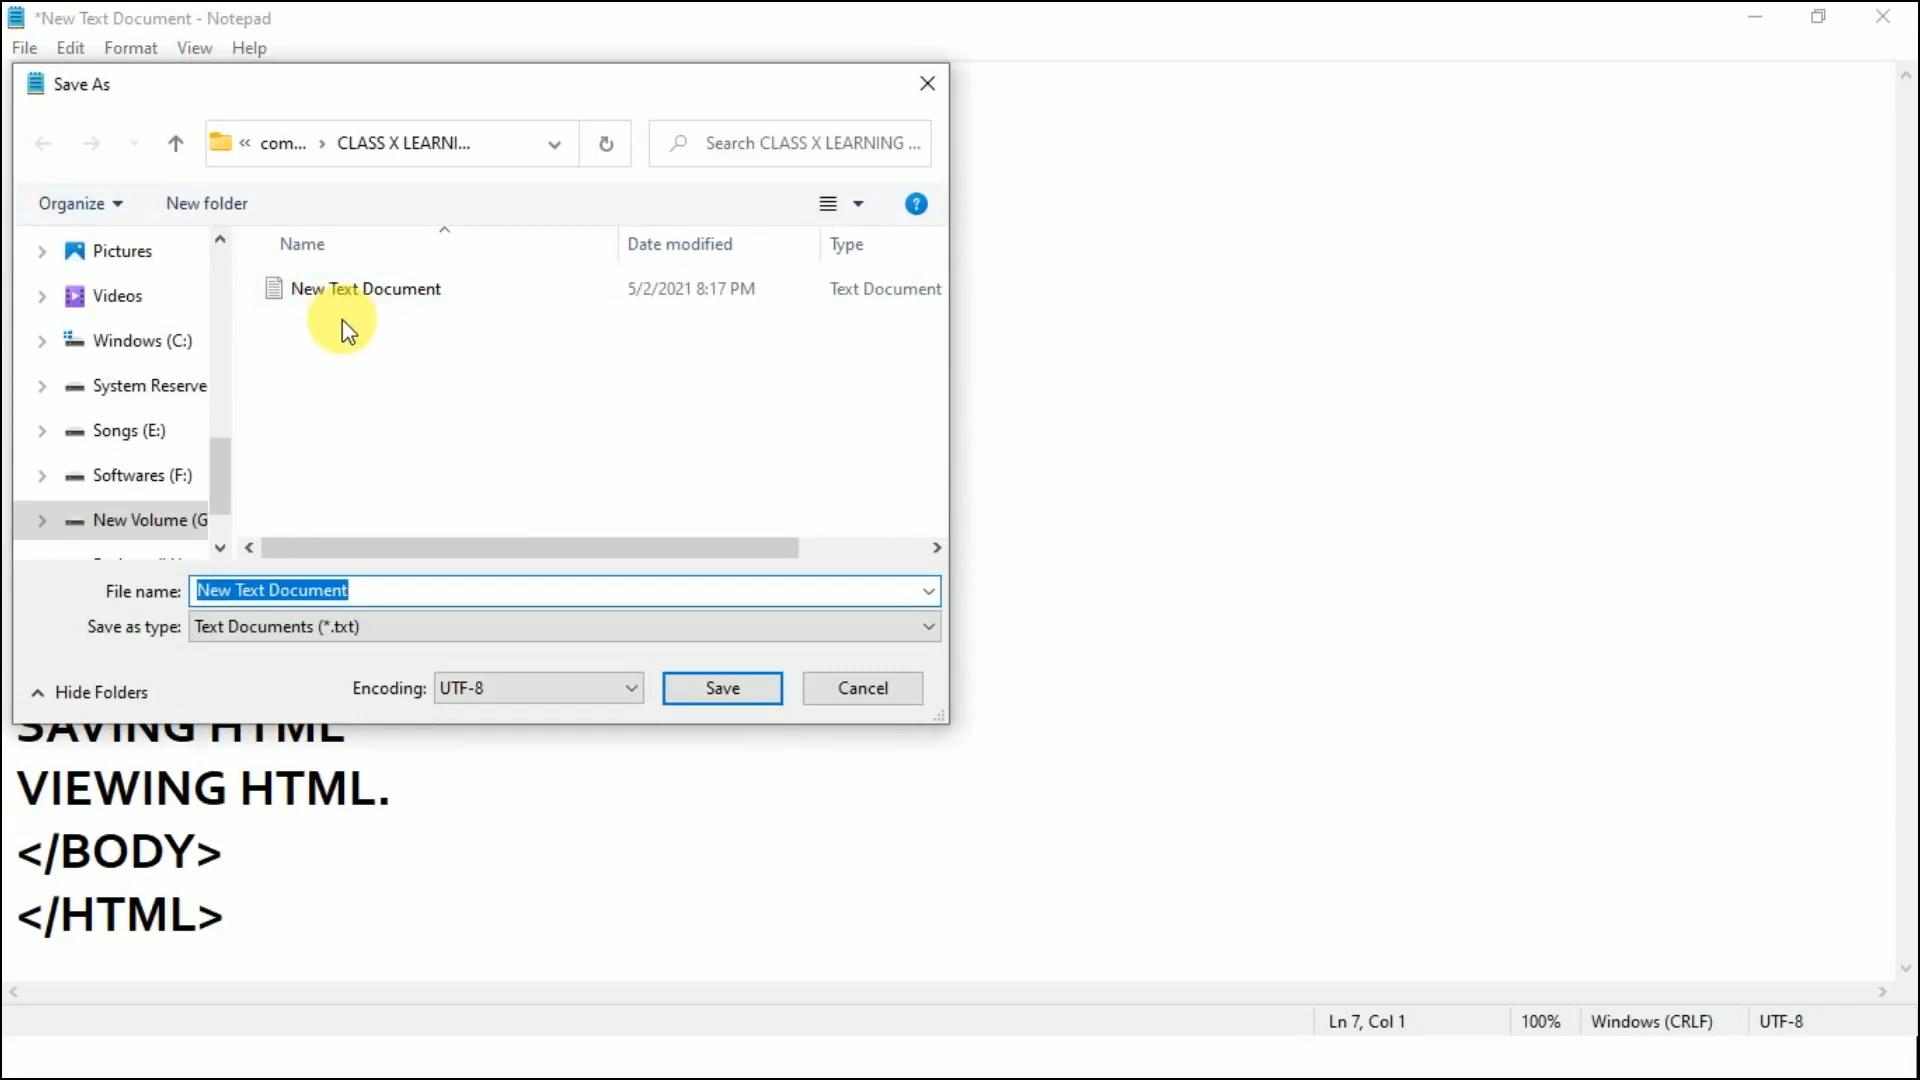 *New Text Document - Notepad
File Edit Format View Help
Save As
« com... › CLASS X LEARNI...
Search CLASS X LEARNING ...
Organize New folder
Name Date modified Type
New Text Document 5/2/2021 8:17 PM Text Document
Pictures
Videos
Windows (C:)
System Reserve
Songs (E:)
Softwares (F:)
New Volume (G
File name: New Text Document
Save as type: Text Documents (*.txt)
Hide Folders
Encoding: UTF-8 Save Cancel
SAVING HTML
VIEWING HTML.
</BODY>
</HTML>
Ln 7, Col 1 100% Windows (CRLF) UTF-8